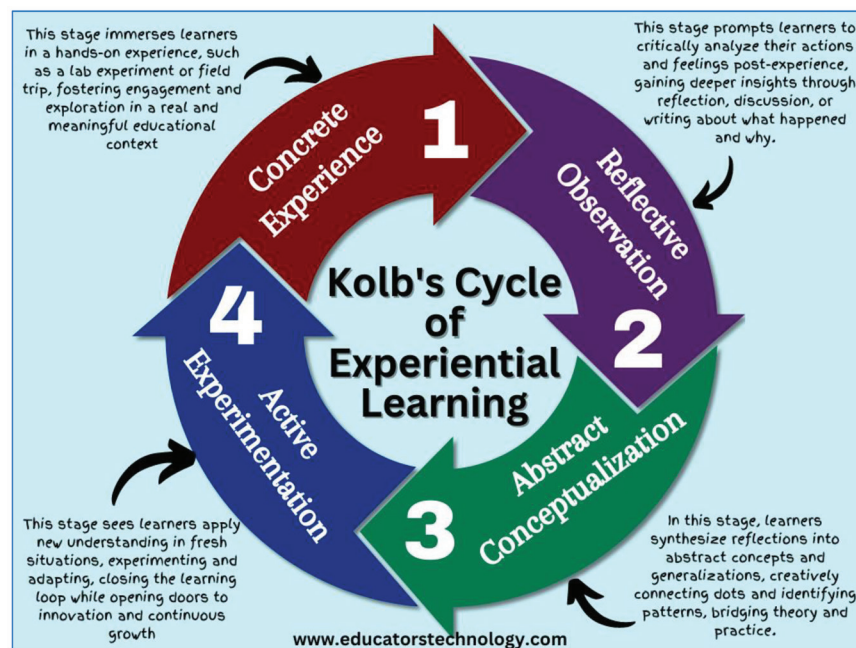 This stage immerses learners
in a hands-on experience, such
as a lab experiment or field
trip, fostering engagement and
exploration in a real and
meaningful educational
context
This stage prompts learners to
critically analyze their actions
and feelings post-experience,
gaining deeper insights through
reflection, discussion, or
writing about what happened
and why.
1
Concrete
Experience
Reflective
Observation
2
Kolb's Cycle
of
Experiential
Learning
Abstract
Conceptualization
3
4
Active
Experimentation
This stage sees learners apply
new understanding in fresh
situations, experimenting and
adapting, closing the learning
loop while opening doors to
innovation and continuous
growth
In this stage, learners
synthesize reflections into
abstract concepts and
generalizations, creatively
connecting dots and identifying
patterns, bridging theory and
practice.
www.educatorstechnology.com